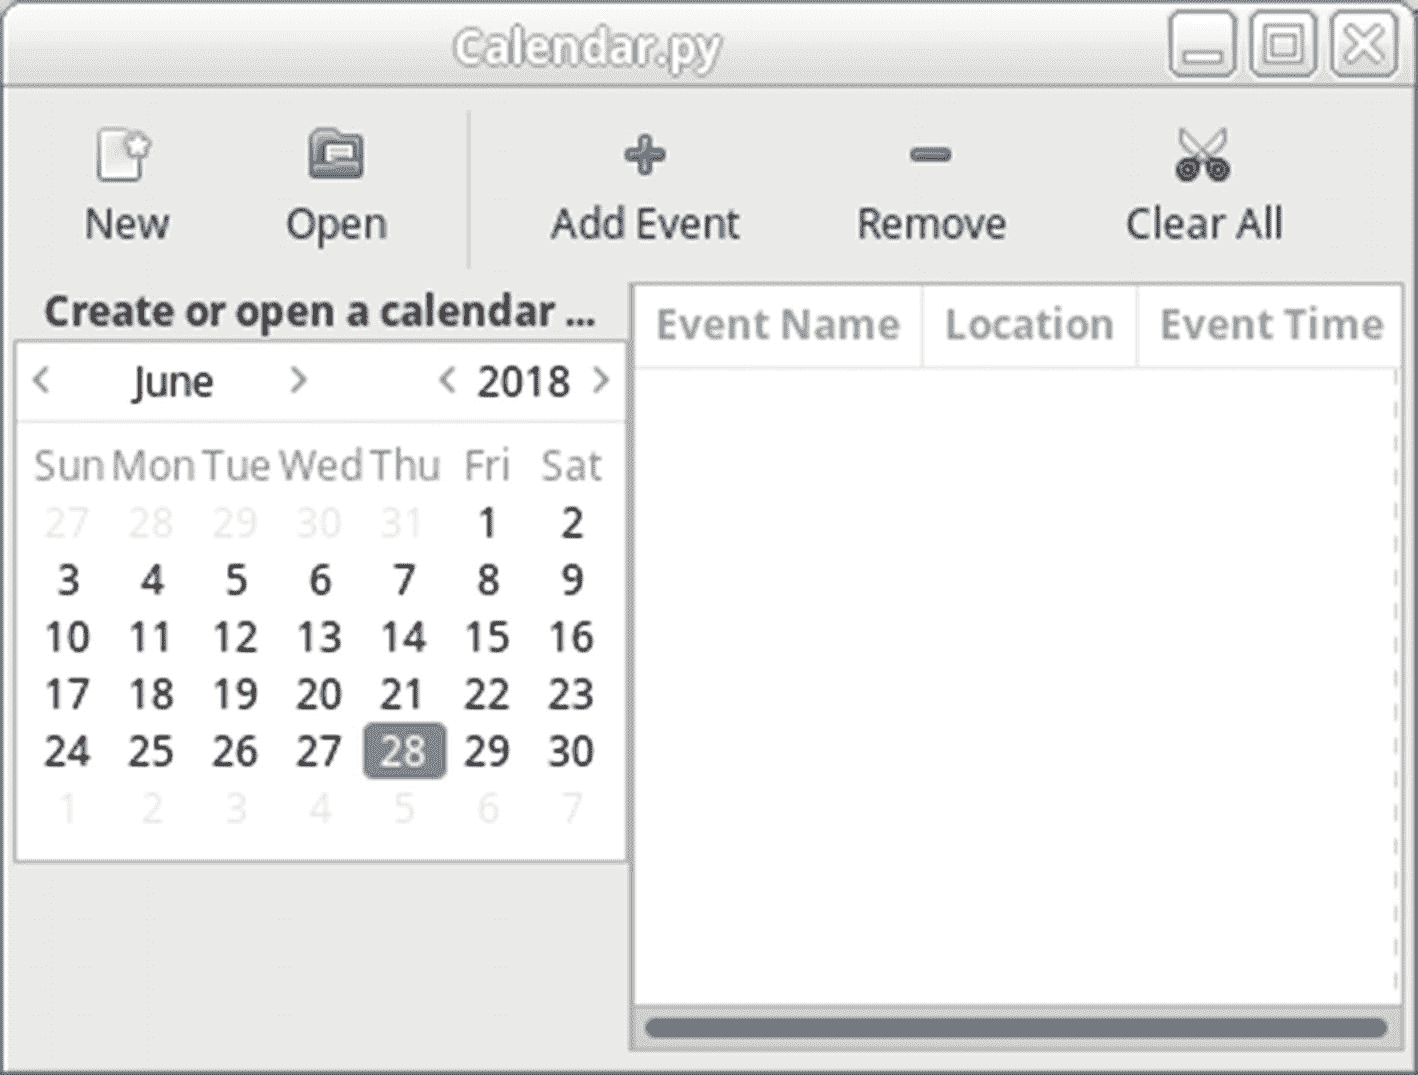 Calendar.py
New Open Add Event Remove Clear All
Create or open a calendar ...
June 2018
Sun Mon Tue Wed Thu Fri Sat
27 28 29 30 31 1 2
3 4 5 6 7 8 9
10 11 12 13 14 15 16
17 18 19 20 21 22 23
24 25 26 27 28 29 30
1 2 3 4 5 6 7
Event Name Location Event Time